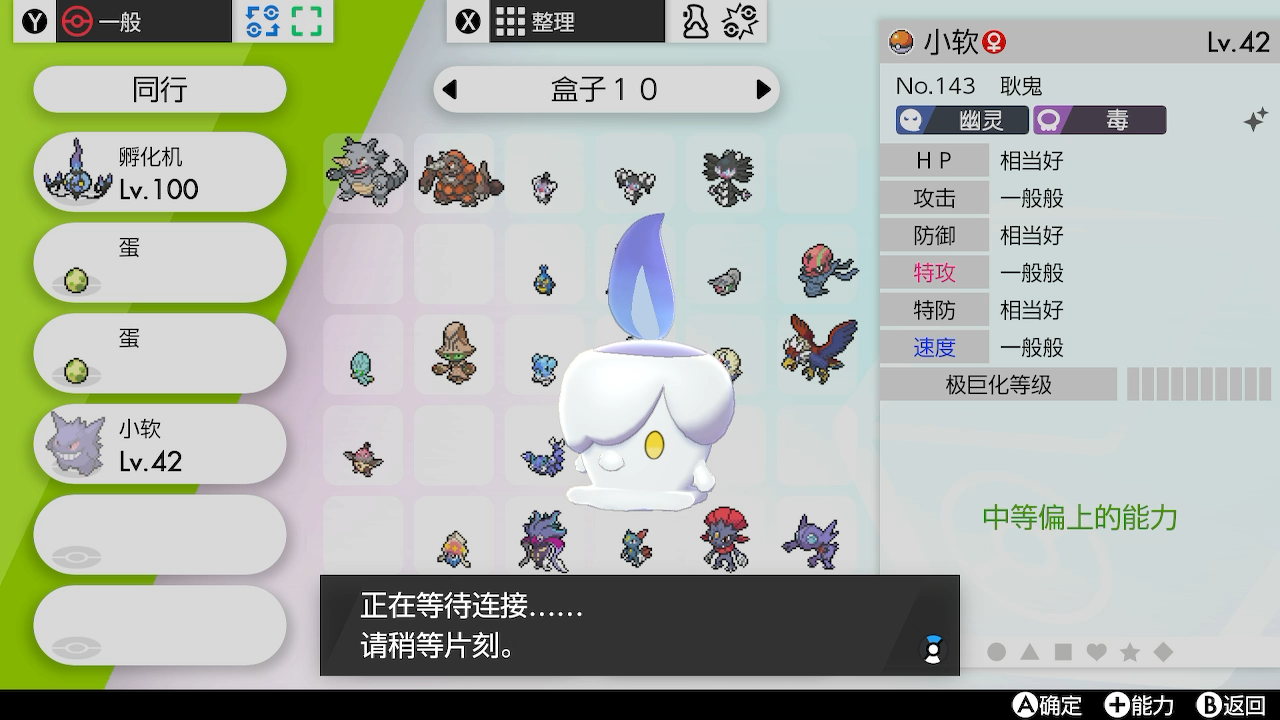 Y 一般
X 整理
同行
孵化机
Lv.100
蛋
蛋
小软
Lv.42
盒子10
小软 ♀ Lv.42
No.143 耿鬼
幽灵 毒
HP 相当好
攻击 一般般
防御 相当好
特攻 一般般
特防 相当好
速度 一般般
极巨化等级
中等偏上的能力
正在等待连接……
请稍等片刻。
A确定 +能力 B返回